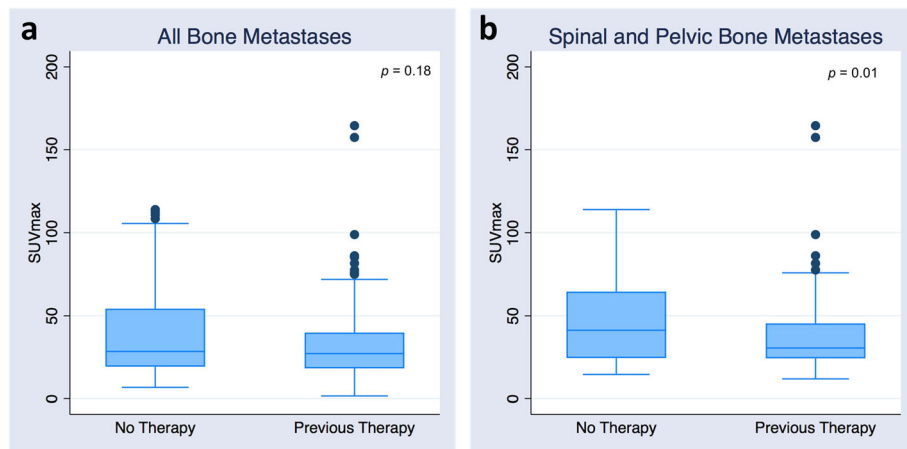 a
All Bone Metastases
p = 0.18
200
150
100
50
0
SUVmax
No Therapy
Previous Therapy
b
Spinal and Pelvic Bone Metastases
p = 0.01
200
150
100
50
0
SUVmax
No Therapy
Previous Therapy